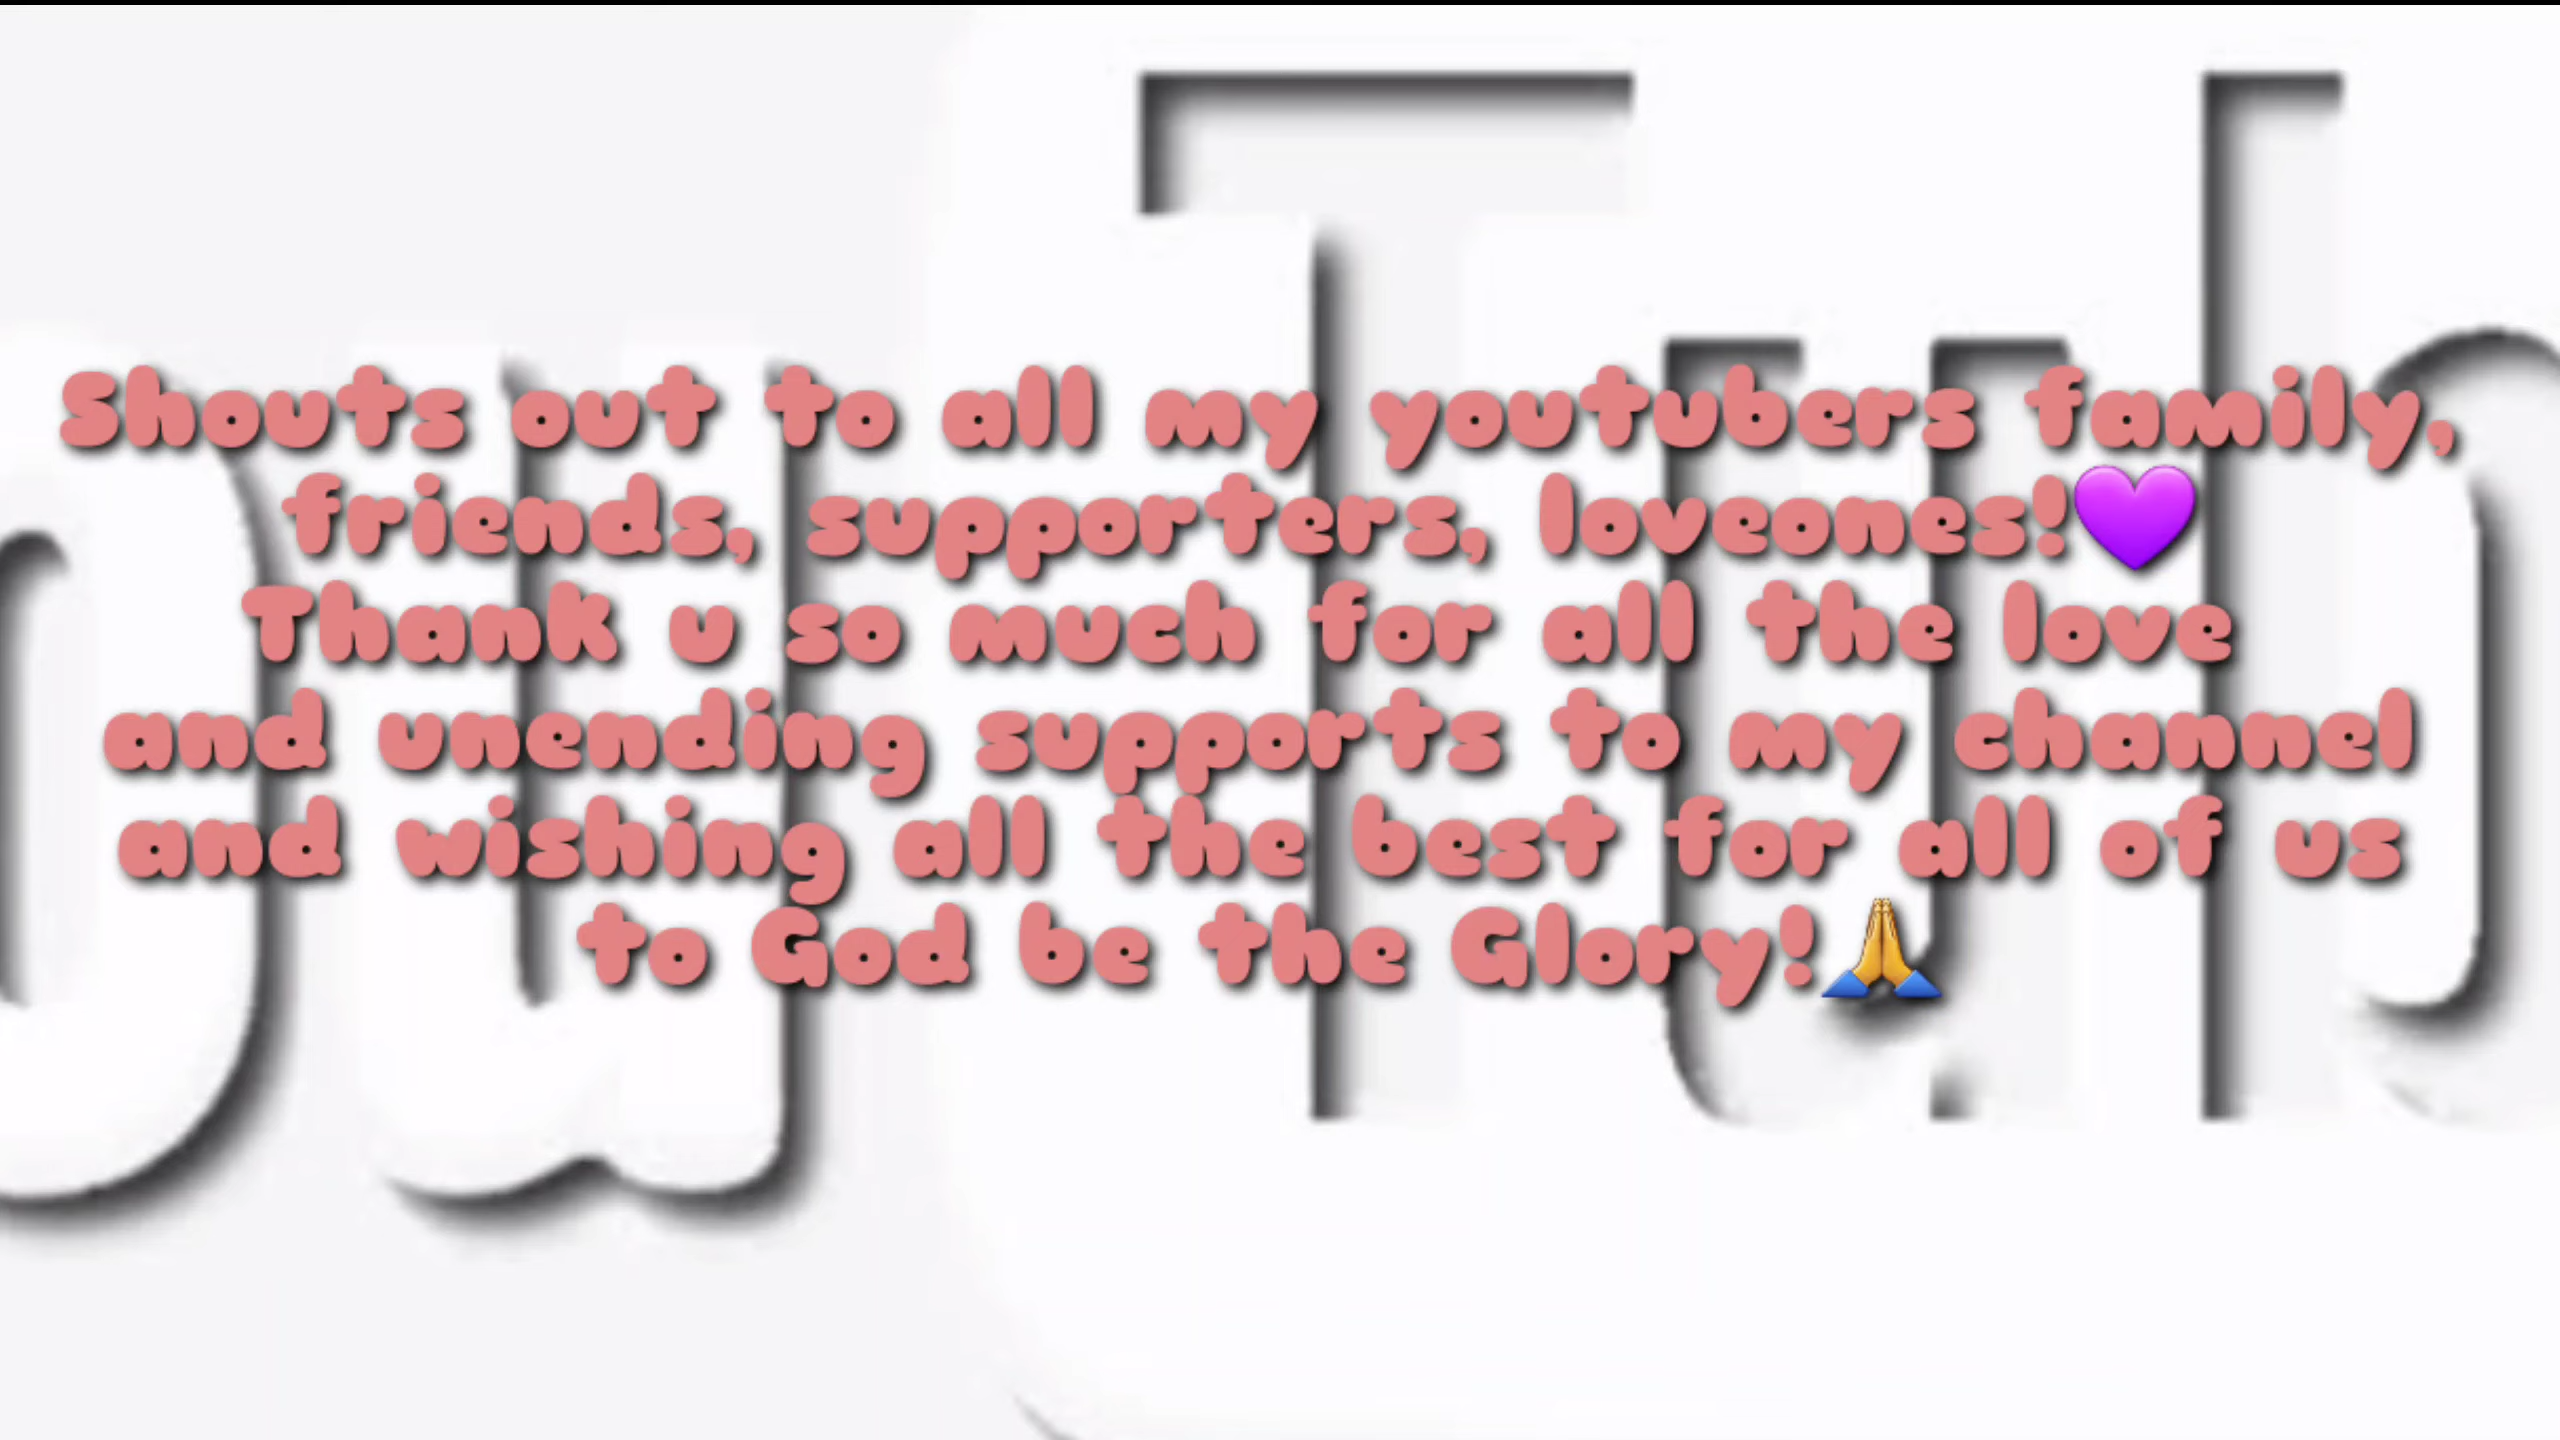 ouTub
Shouts out to all my youtubers family,
friends, supporters, loveones!💜
Thank u so much for all the love
and unending supports to my channel
and wishing all the best for all of us
to God be the Glory!🙏